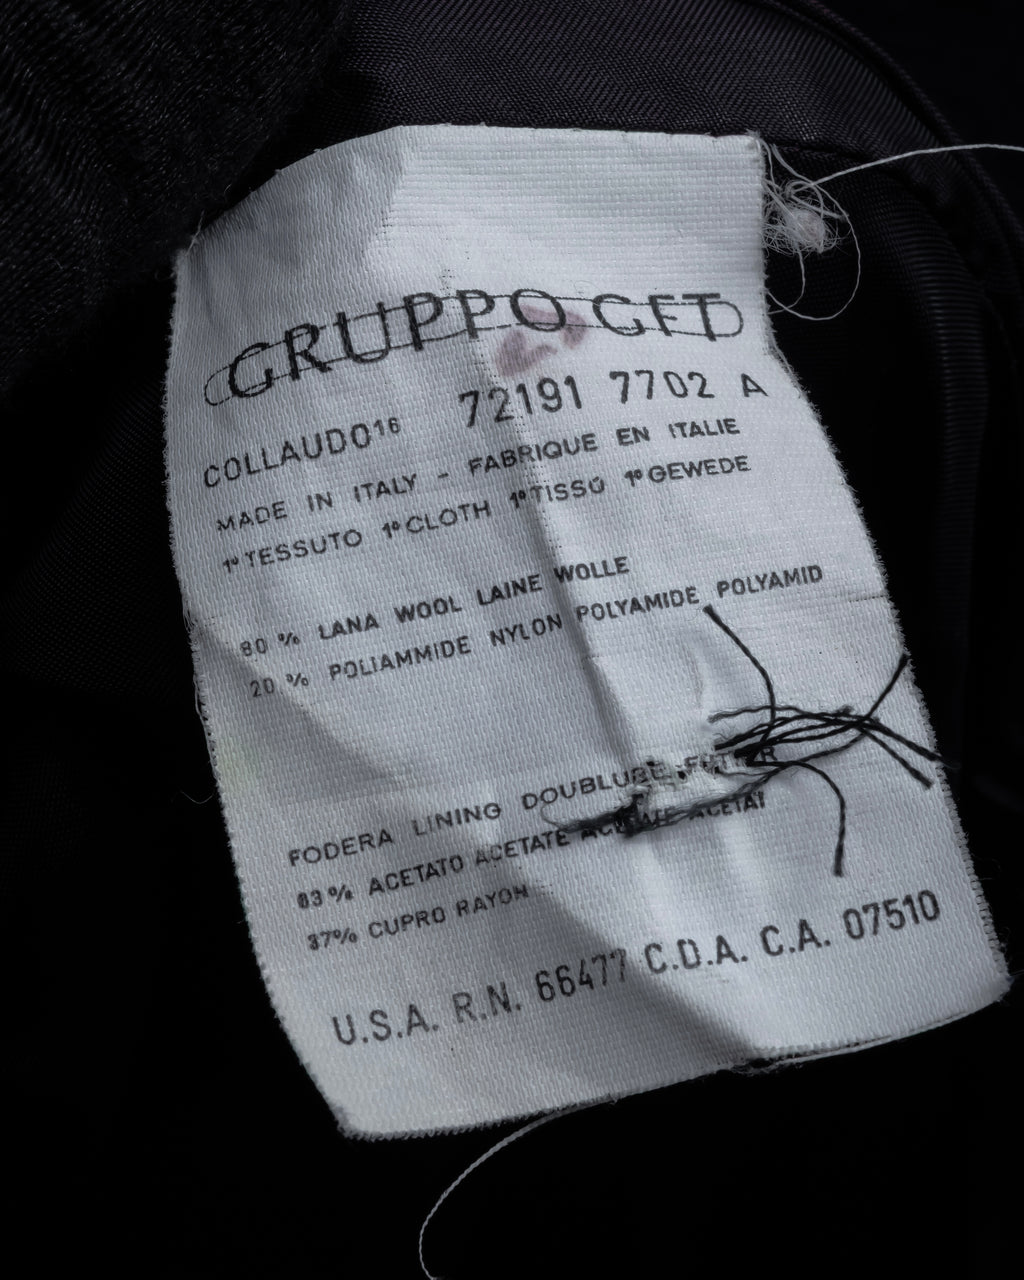 GRUPPO GFT
COLLAUDO16 72191 7702 A
MADE IN ITALY - FABRIQUE EN ITALIE
1º TESSUTO 1º CLOTH 1º TISSO 1º GEWEDE
80 % LANA WOOL LAINE WOLLE
20 % POLIAMMIDE NYLON POLYAMIDE POLYAMID
FODERA LINING DOUBLURE
63 % ACETATO ACETATE ACETATE ACETAT
37% CUPRO RAYON
U.S.A. R.N. 66477 C.D.A. C.A. 07510